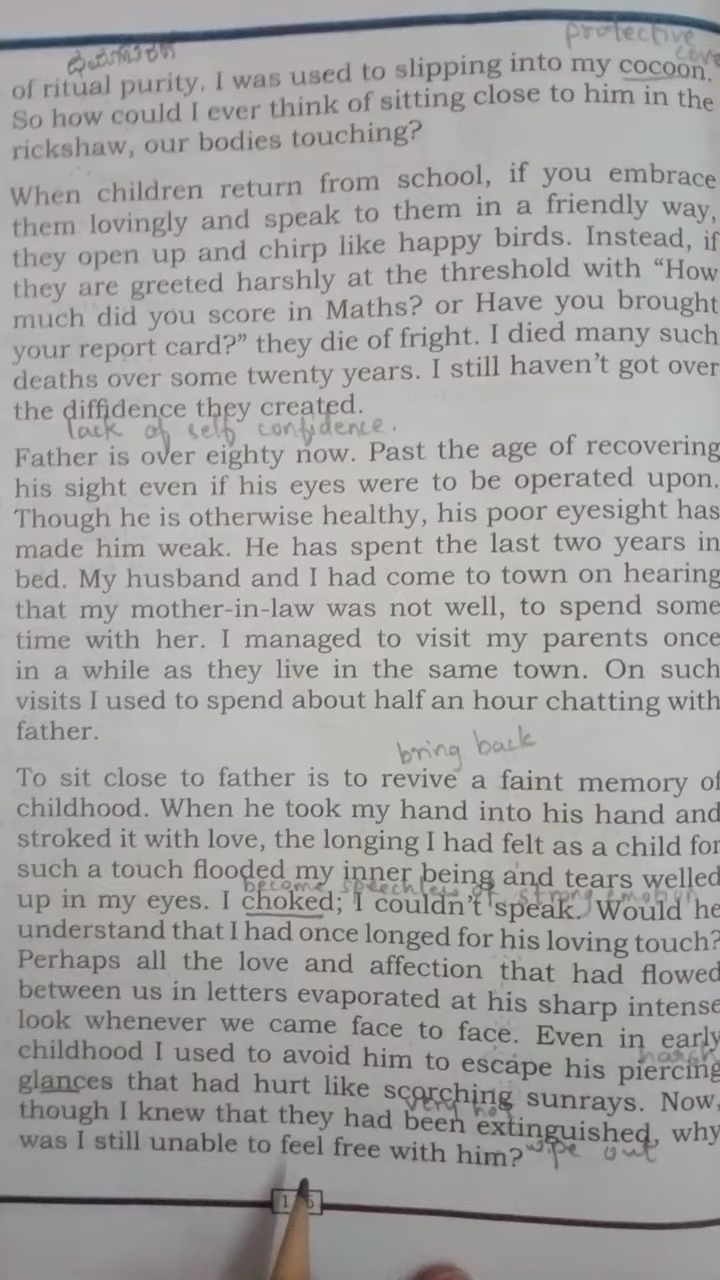 protective
cove
of ritual purity. I was used to slipping into my cocoon.
So how could I ever think of sitting close to him in the
rickshaw, our bodies touching?
When children return from school, if you embrace
them lovingly and speak to them in a friendly way,
they open up and chirp like happy birds. Instead, if
they are greeted harshly at the threshold with “How
much did you score in Maths? or Have you brought
your report card?” they die of fright. I died many such
deaths over some twenty years. I still haven’t got over
the diffidence they created.
lack of self confidence.
Father is over eighty now. Past the age of recovering
his sight even if his eyes were to be operated upon.
Though he is otherwise healthy, his poor eyesight has
made him weak. He has spent the last two years in
bed. My husband and I had come to town on hearing
that my mother-in-law was not well, to spend some
time with her. I managed to visit my parents once
in a while as they live in the same town. On such
visits I used to spend about half an hour chatting with
father.
bring back
To sit close to father is to revive a faint memory of
childhood. When he took my hand into his hand and
stroked it with love, the longing I had felt as a child for
such a touch flooded my inner being and tears welled
become speechless of strong emotion
up in my eyes. I choked; I couldn’t speak. Would he
understand that I had once longed for his loving touch?
Perhaps all the love and affection that had flowed
between us in letters evaporated at his sharp intense
look whenever we came face to face. Even in early
childhood I used to avoid him to escape his piercing
harsh
glances that had hurt like scorching sunrays. Now,
very hot
though I knew that they had been extinguished, why
was I still unable to feel free with him?
wipe out